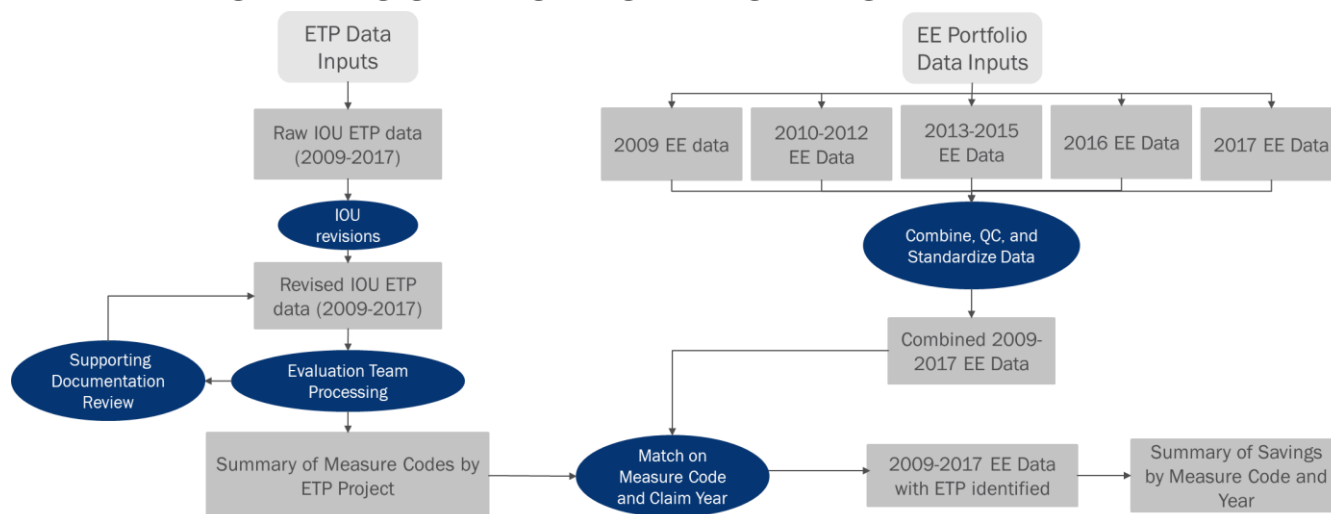 ETP Data
Inputs
EE Portfolio
Data Inputs
Raw IOU ETP data
(2009-2017)
2009 EE data
2010-2012
EE Data
2013-2015
EE Data
2016 EE Data
2017 EE Data
IOU
revisions
Combine, QC, and
Standardize Data
Revised IOU ETP
data (2009-2017)
Supporting
Documentation
Review
Evaluation Team
Processing
Combined 2009-
2017 EE Data
Summary of Measure Codes by
ETP Project
Match on
Measure Code
and Claim Year
2009-2017 EE Data
with ETP identified
Summary of Savings
by Measure Code and
Year